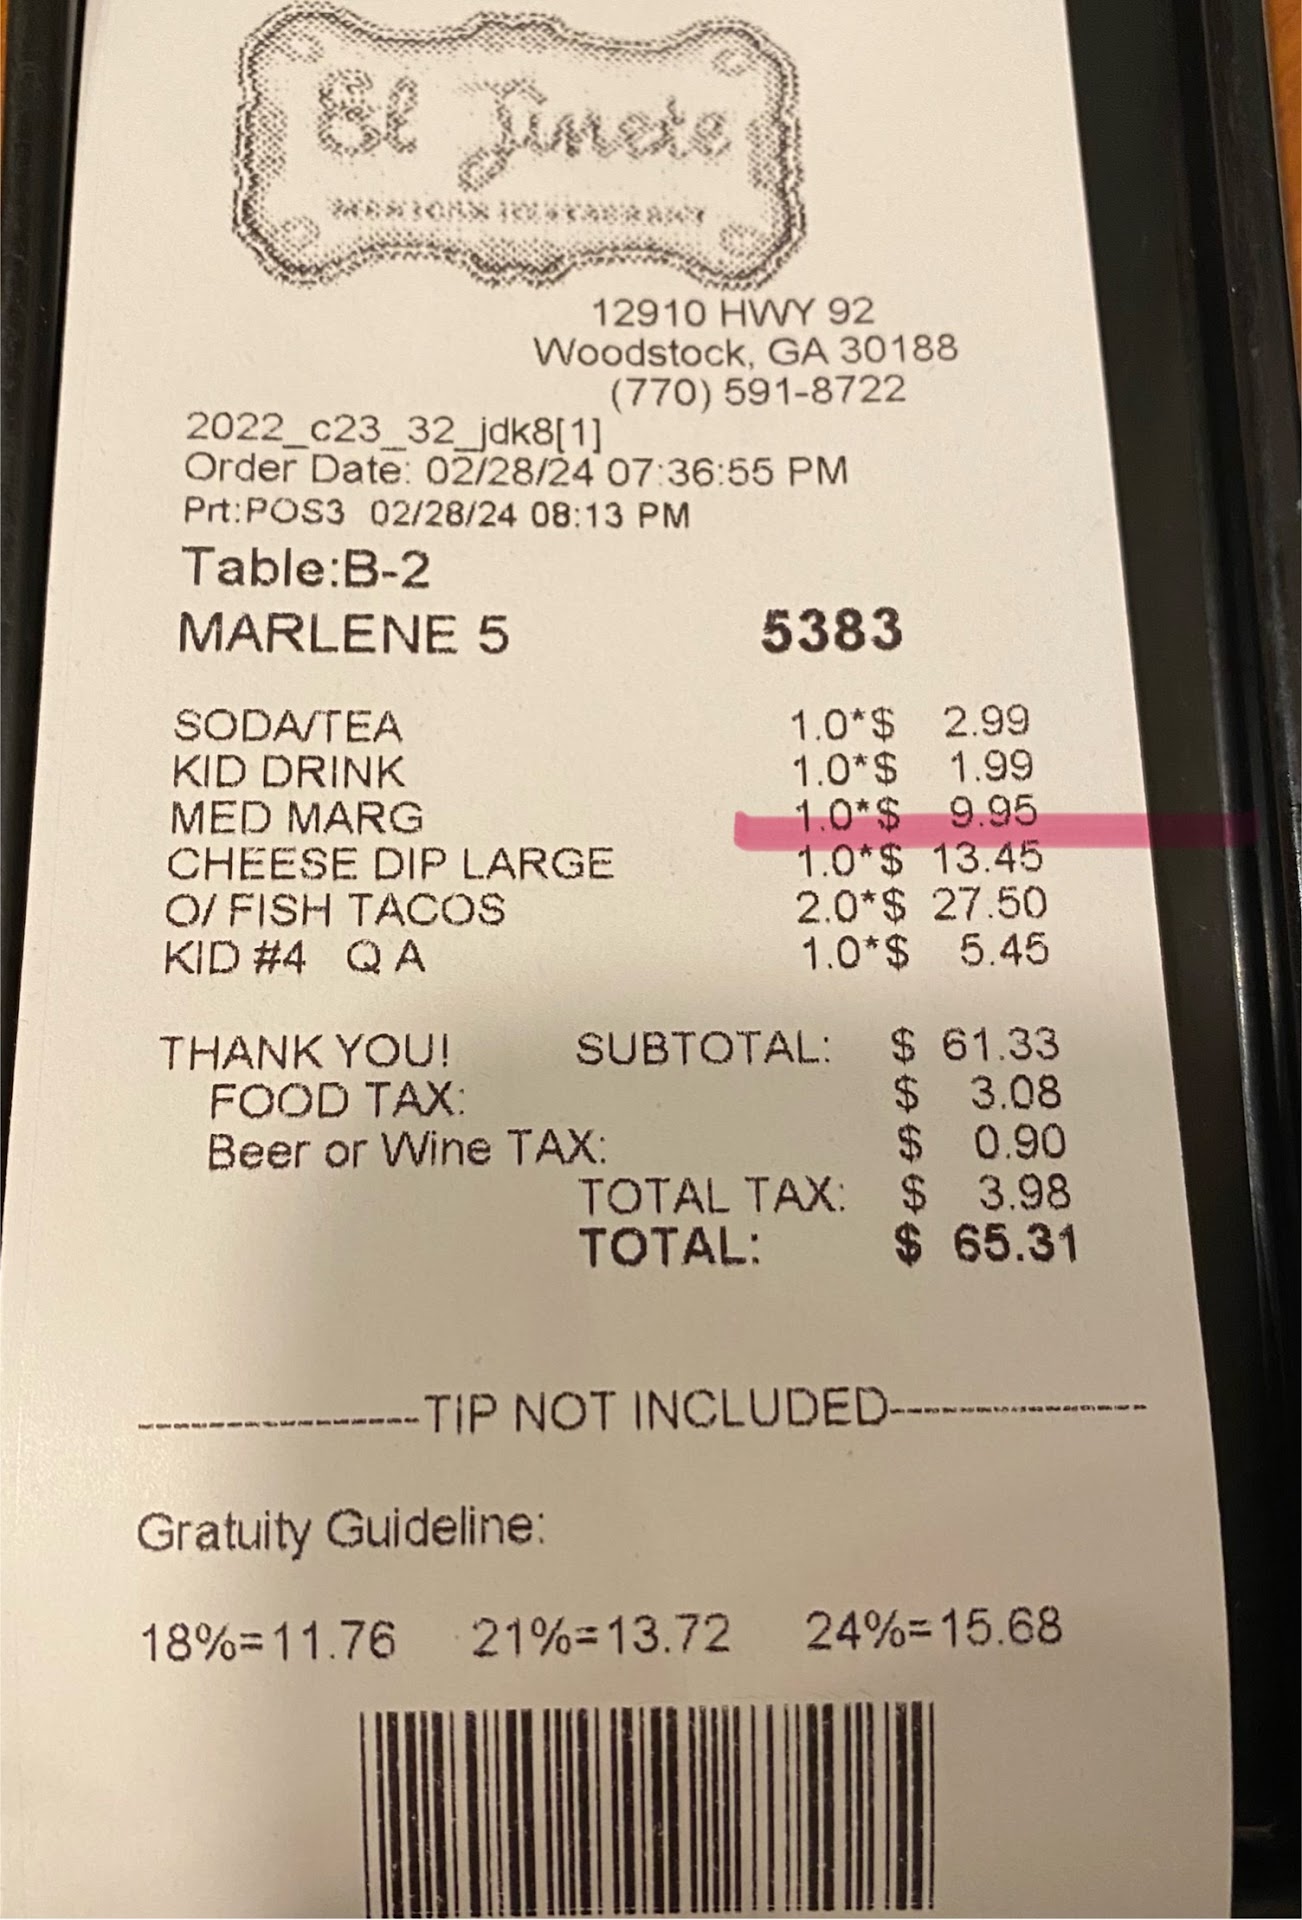 El Jinete
MEXICAN RESTAURANT
12910 HWY 92
Woodstock, GA 30188
(770) 591-8722
2022_c23_32_jdk8[1]
Order Date: 02/28/24 07:36:55 PM
Prt:POS3 02/28/24 08:13 PM
Table:B-2
MARLENE 5 5383
SODA/TEA 1.0*$ 2.99
KID DRINK 1.0*$ 1.99
MED MARG 1.0*$ 9.95
CHEESE DIP LARGE 1.0*$ 13.45
O/ FISH TACOS 2.0*$ 27.50
KID #4 Q A 1.0*$ 5.45
THANK YOU! SUBTOTAL: $ 61.33
FOOD TAX: $ 3.08
Beer or Wine TAX: $ 0.90
TOTAL TAX: $ 3.98
TOTAL: $ 65.31
----------------TiP NOT INCLUDED----------------
Gratuity Guideline:
18%=11.76 21%=13.72 24%=15.68